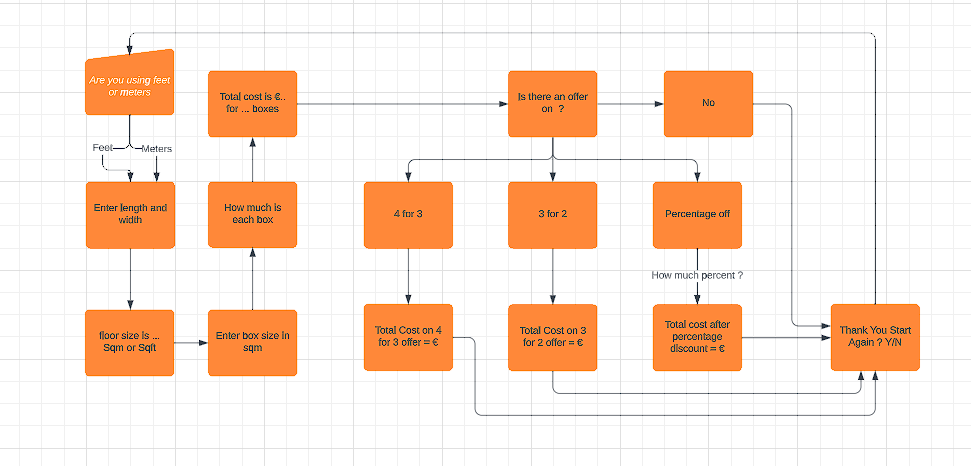 Are you using feet
or meters
Feet
Meters
Enter length and
width
floor size is ...
Sqm or Sqft
Enter box size in
sqm
How much is
each box
Total cost is €..
for ... boxes
Is there an offer
on ?
No
4 for 3
3 for 2
Percentage off
How much percent ?
Total Cost on 4
for 3 offer = €
Total Cost on 3
for 2 offer = €
Total cost after
percentage
discount = €
Thank You Start
Again ? Y/N